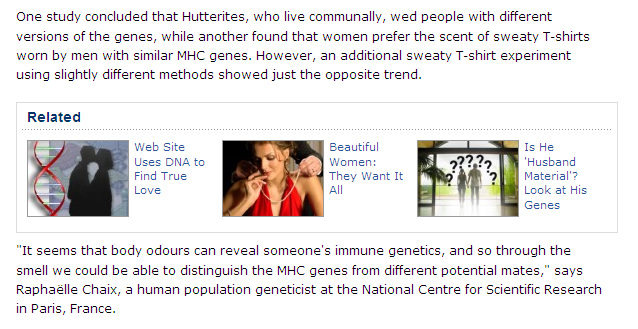 One study concluded that Hutterites, who live communally, wed people with different
versions of the genes, while another found that women prefer the scent of sweaty T-shirts
worn by men with similar MHC genes. However, an additional sweaty T-shirt experiment
using slightly different methods showed just the opposite trend.
Related
Web Site
Uses DNA to
Find True
Love
Beautiful
Women:
They Want It
All
?????
Is He
'Husband
Material'?
Look at His
Genes
"It seems that body odours can reveal someone's immune genetics, and so through the
smell we could be able to distinguish the MHC genes from different potential mates," says
Raphaëlle Chaix, a human population geneticist at the National Centre for Scientific Research
in Paris, France.